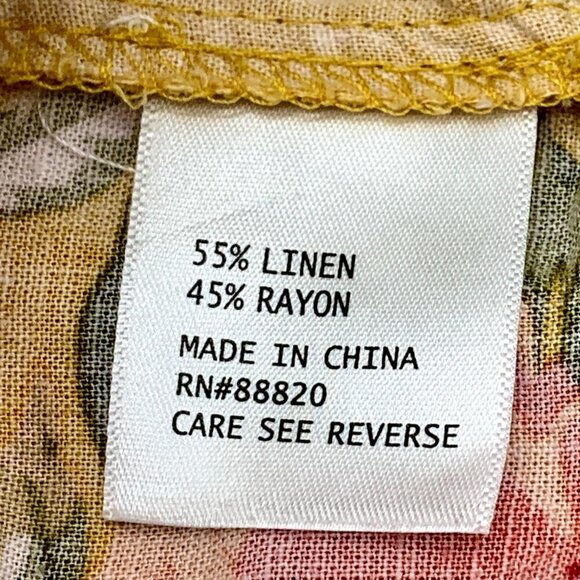 55% LINEN
45% RAYON
MADE IN CHINA
RN#88820
CARE SEE REVERSE